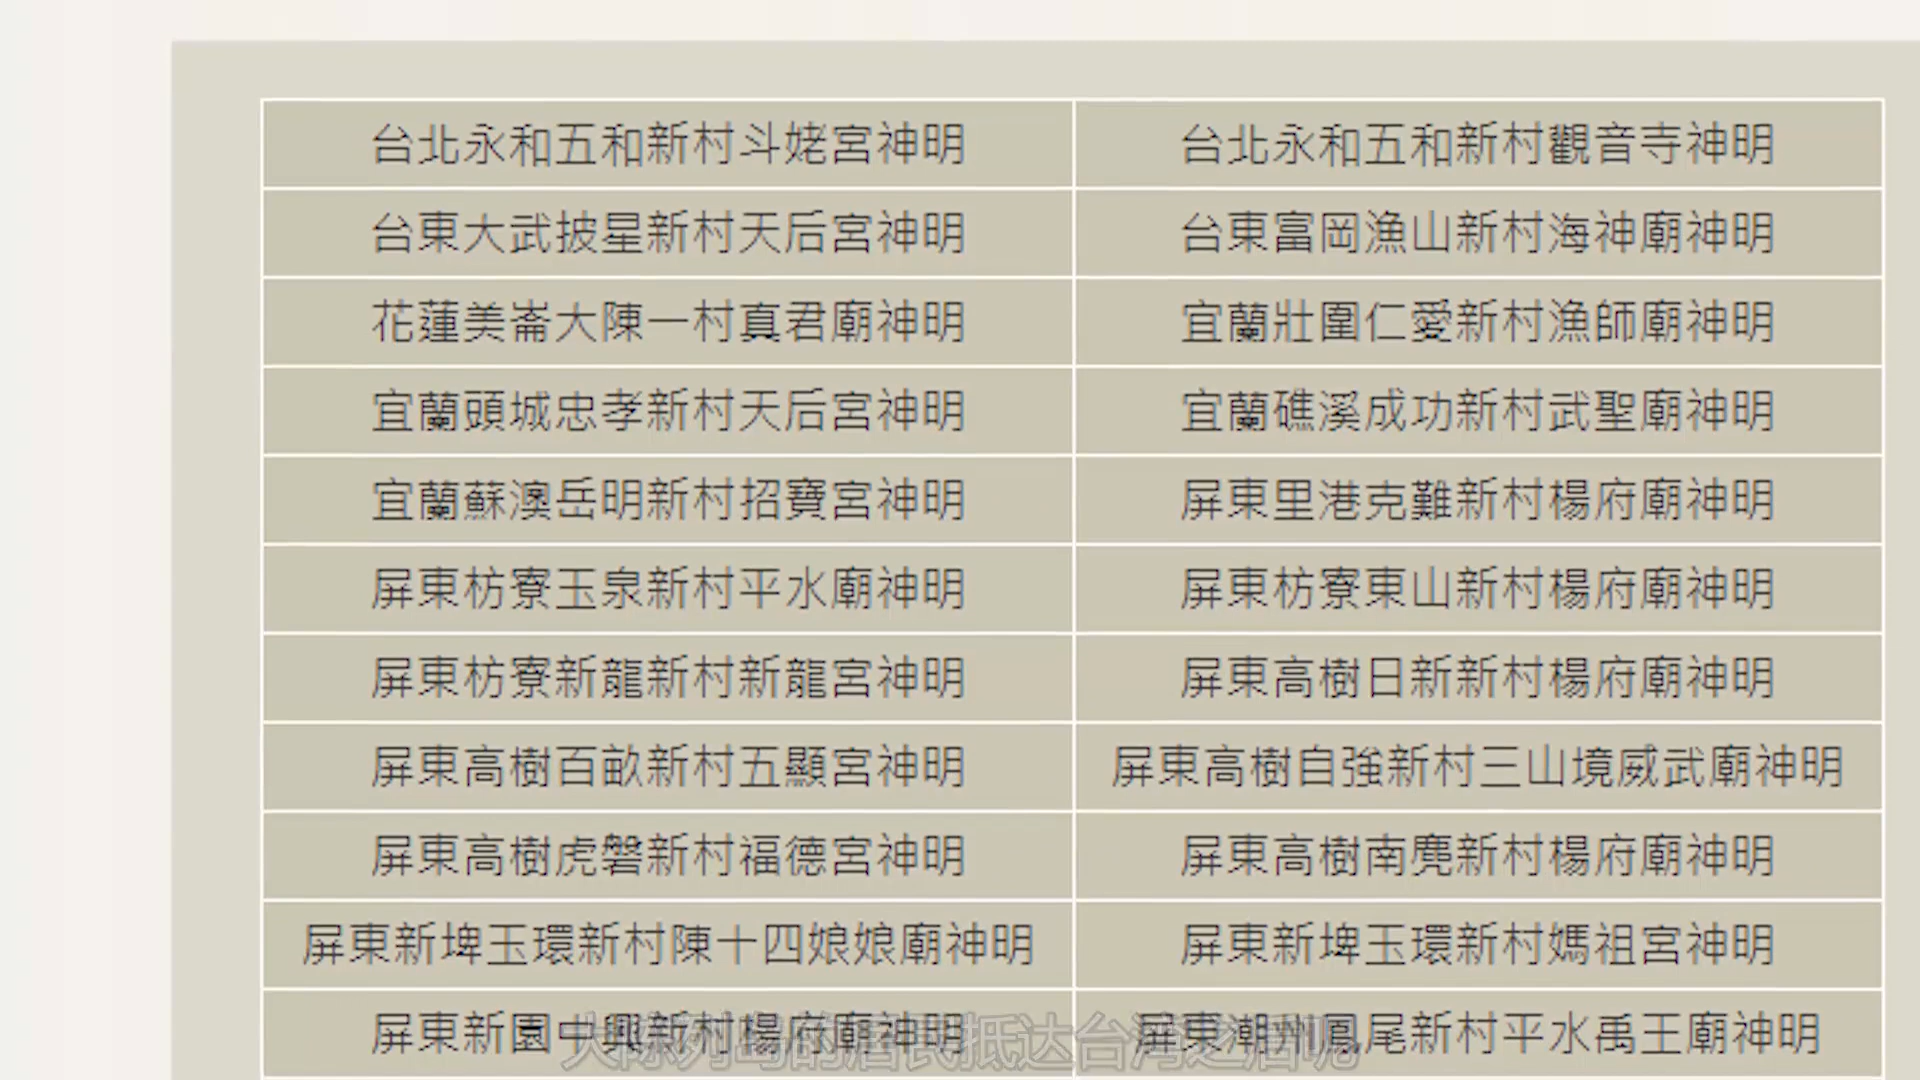 台北永和五和新村斗姥宮神明
台北永和五和新村觀音寺神明
台東大武披星新村天后宮神明
台東富岡漁山新村海神廟神明
花蓮美崙大陳一村真君廟神明
宜蘭壯圍仁愛新村漁師廟神明
宜蘭頭城忠孝新村天后宮神明
宜蘭礁溪成功新村武聖廟神明
宜蘭蘇澳岳明新村招寶宮神明
屏東里港克難新村楊府廟神明
屏東枋寮玉泉新村平水廟神明
屏東枋寮東山新村楊府廟神明
屏東枋寮新龍新村新龍宮神明
屏東高樹日新新村楊府廟神明
屏東高樹百畝新村五顯宮神明
屏東高樹自強新村三山境威武廟神明
屏東高樹虎磐新村福德宮神明
屏東高樹南麂新村楊府廟神明
屏東新埤玉環新村陳十四娘娘廟神明
屏東新埤玉環新村媽祖宮神明
屏東新園中興新村楊府廟神明
屏東潮州鳳尾新村平水禹王廟神明
大陈列岛的居民抵达台湾之后呢